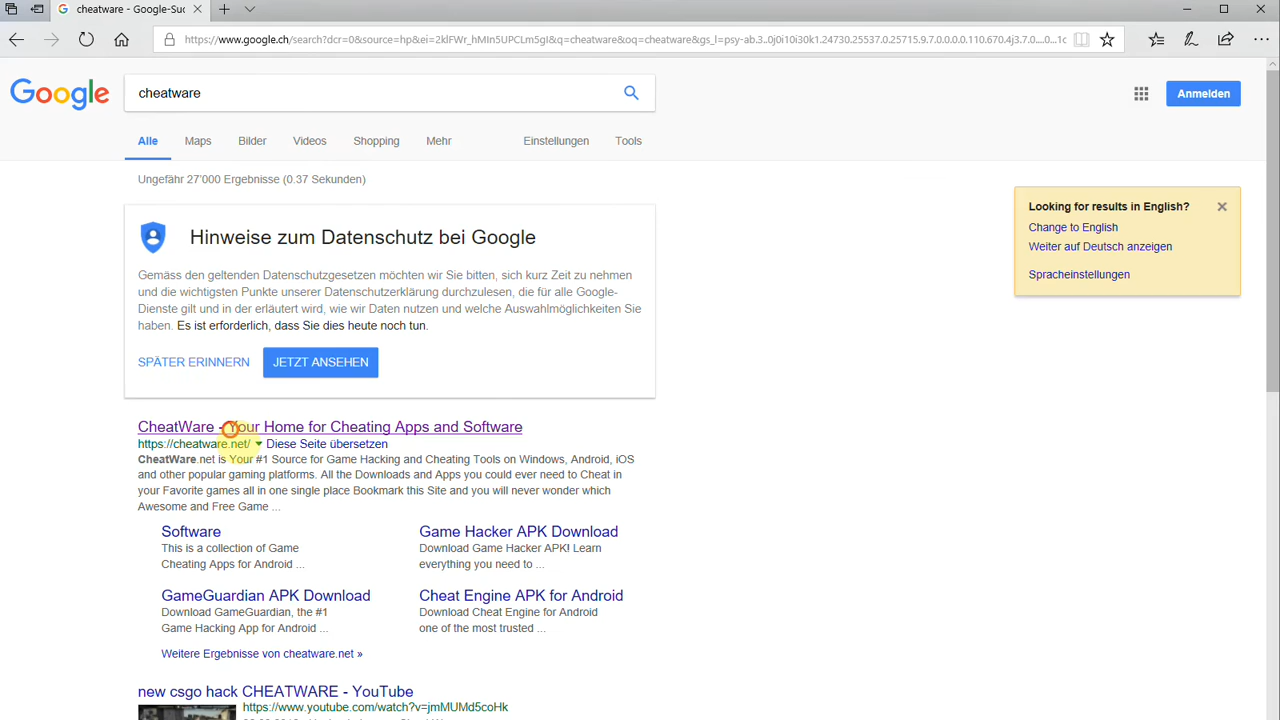 cheatware - Google-Suc
https://www.google.ch/search?dcr=0&source=hp&ei=2klFWr_hMIn5UPCLm5gI&q=cheatware&oq=cheatware&gs_l=psy-ab.3..0j0i10i30k1.24730.25537.0.25715.9.7.0.0.0.0.110.670.4j3.7.0....0...1c
Google
cheatware
Anmelden
Alle Maps Bilder Videos Shopping Mehr Einstellungen Tools
Ungefähr 27'000 Ergebnisse (0.37 Sekunden)
Looking for results in English?
Change to English
Weiter auf Deutsch anzeigen
Spracheinstellungen
Hinweise zum Datenschutz bei Google
Gemäss den geltenden Datenschutzgesetzen möchten wir Sie bitten, sich kurz Zeit zu nehmen
und die wichtigsten Punkte unserer Datenschutzerklärung durchzulesen, die für alle Google-
Dienste gilt und in der erläutert wird, wie wir Daten nutzen und welche Auswahlmöglichkeiten Sie
haben. Es ist erforderlich, dass Sie dies heute noch tun.
SPÄTER ERINNERN JETZT ANSEHEN
CheatWare - Your Home for Cheating Apps and Software
https://cheatware.net/ Diese Seite übersetzen
CheatWare.net is Your #1 Source for Game Hacking and Cheating Tools on Windows, Android, iOS
and other popular gaming platforms. All the Downloads and Apps you could ever need to Cheat in
your Favorite games all in one single place Bookmark this Site and you will never wonder which
Awesome and Free Game ...
Software
This is a collection of Game
Cheating Apps for Android ...
Game Hacker APK Download
Download Game Hacker APK! Learn
everything you need to ...
GameGuardian APK Download
Download GameGuardian, the #1
Game Hacking App for Android ...
Cheat Engine APK for Android
Download Cheat Engine for Android
one of the most trusted ...
Weitere Ergebnisse von cheatware.net »
new csgo hack CHEATWARE - YouTube
https://www.youtube.com/watch?v=jmMUMd5coHk